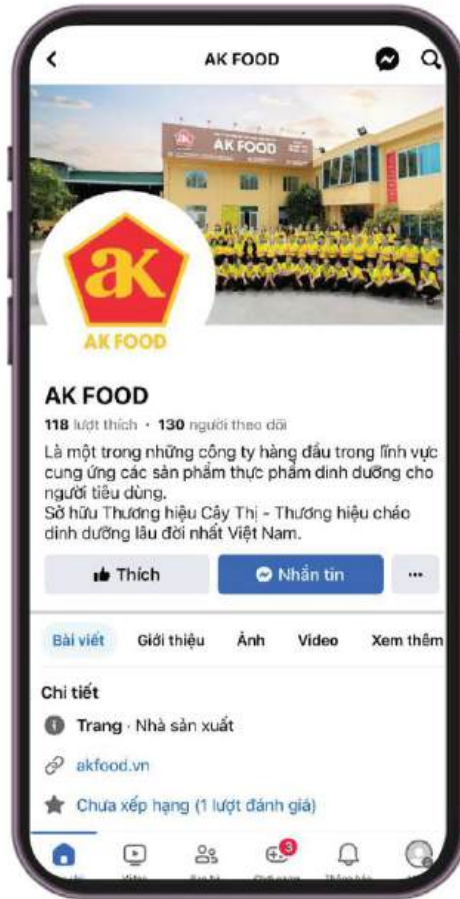 AK FOOD
AK FOOD
aK
AK FOOD
AK FOOD
118 lượt thích · 130 người theo dõi
Là một trong những công ty hàng đầu trong lĩnh vực
cung ứng các sản phẩm thực phẩm dinh dưỡng cho
người tiêu dùng.
Sở hữu Thương hiệu Cây Thị - Thương hiệu cháo
dinh dưỡng lâu đời nhất Việt Nam.
Thích
Nhắn tin
Bài viết Giới thiệu Ảnh Video Xem thêm
Chi tiết
Trang · Nhà sản xuất
akfood.vn
Chưa xếp hạng (1 lượt đánh giá)
3